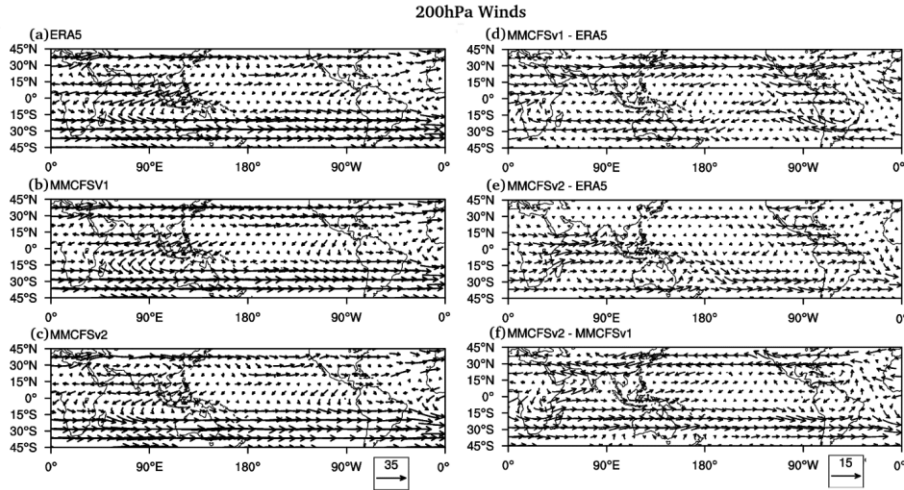 200hPa Winds
(a) ERA5
45°N
30°N
15°N
0°
15°S
30°S
45°S
0° 90°E 180° 90°W 0°
(b) MMCFSV1
45°N
30°N
15°N
0°
15°S
30°S
45°S
0° 90°E 180° 90°W 0°
(c) MMCFSv2
45°N
30°N
15°N
0°
15°S
30°S
45°S
0° 90°E 180° 90°W 0°
35
(d) MMCFSv1 - ERA5
45°N
30°N
15°N
0°
15°S
30°S
45°S
0° 90°E 180° 90°W 0°
(e) MMCFSv2 - ERA5
45°N
30°N
15°N
0°
15°S
30°S
45°S
0° 90°E 180° 90°W 0°
(f) MMCFSv2 - MMCFSv1
45°N
30°N
15°N
0°
15°S
30°S
45°S
0° 90°E 180° 90°W 0°
15